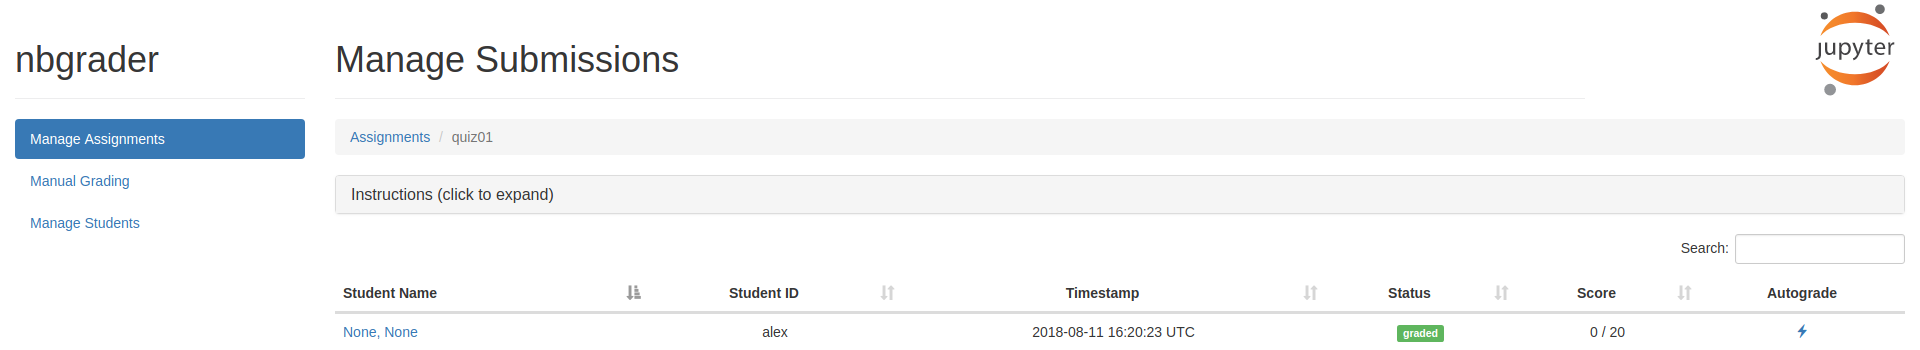 nbgrader
Manage Submissions
jupyter
Manage Assignments
Manual Grading
Manage Students
Assignments / quiz01
Instructions (click to expand)
Search:
Student Name Student ID Timestamp Status Score Autograde
None, None alex 2018-08-11 16:20:23 UTC graded 0 / 20